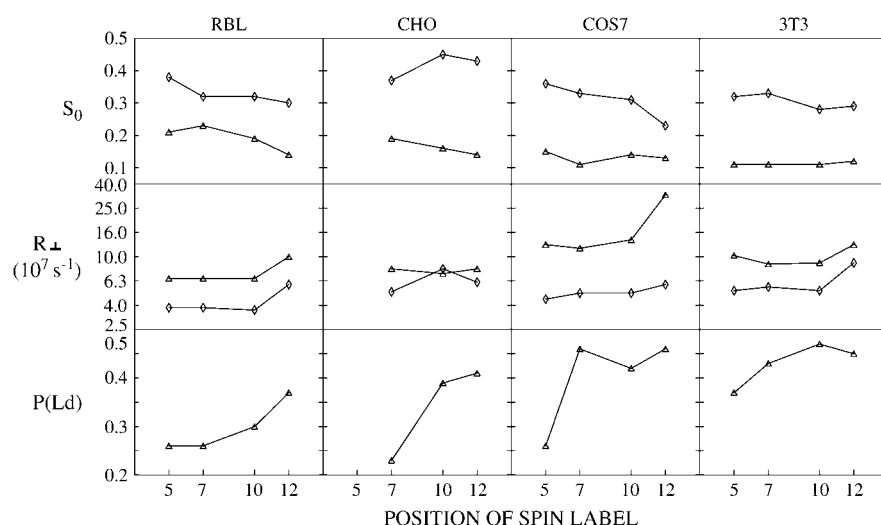 RBL CHO COS7 3T3
0.5
0.4
0.3
S₀
0.2
0.1
40.0
25.0
R⊥ 16.0
(10⁷ s⁻¹) 10.0
6.3
4.0
2.5
0.5
0.4
P(Ld)
0.3
0.2
5 7 10 12 5 7 10 12 5 7 10 12 5 7 10 12
POSITION OF SPIN LABEL